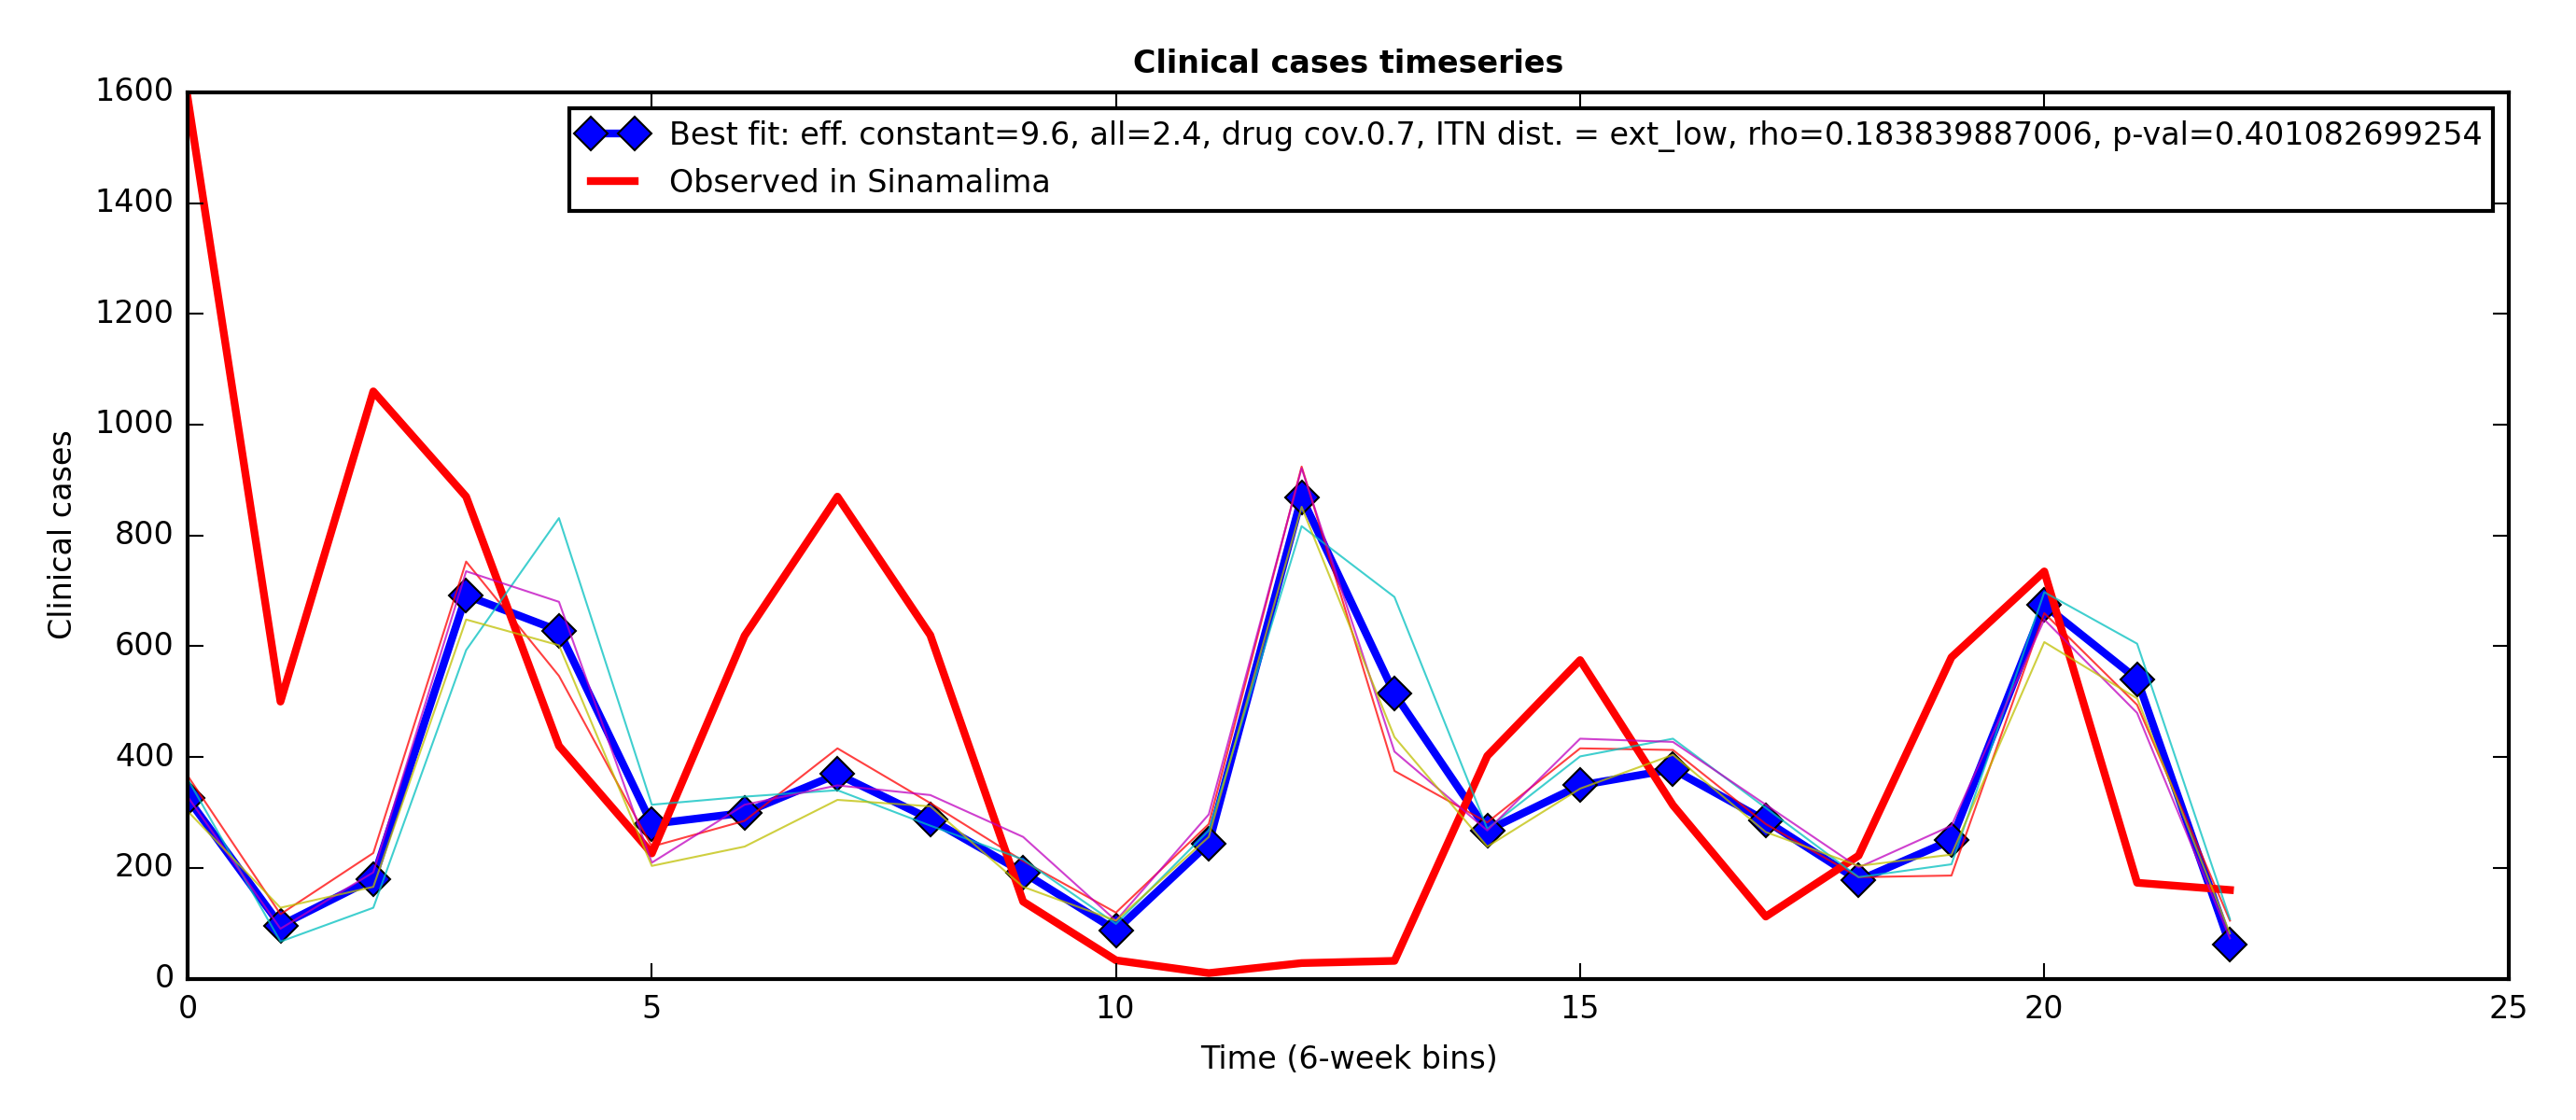 Clinical cases timeseries
1600
1400
1200
1000
800
600
400
200
0
Clinical cases
Best fit: eff. constant=9.6, all=2.4, drug cov.0.7, ITN dist. = ext_low, rho=0.183839887006, p-val=0.401082699254
Observed in Sinamalima
0 5 10 15 20 25
Time (6-week bins)